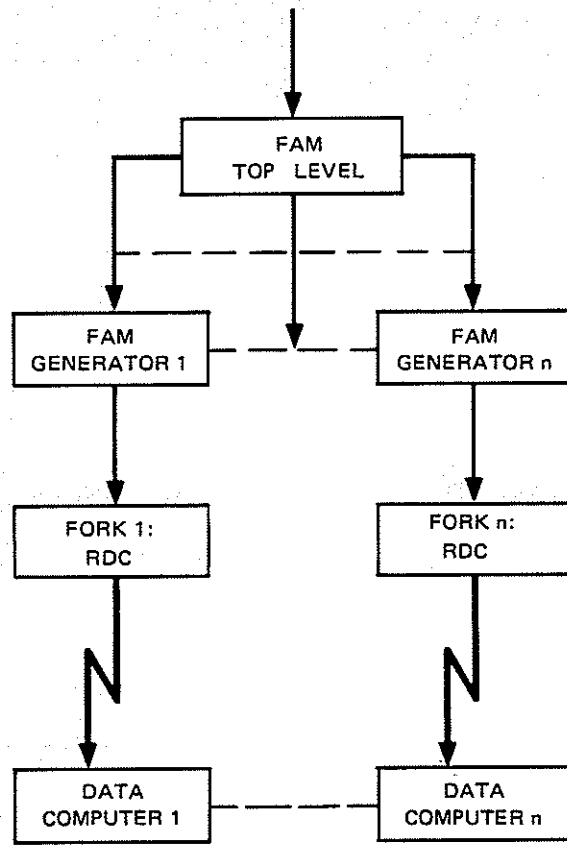 FAM
TOP LEVEL
FAM
GENERATOR 1
FAM
GENERATOR n
FORK 1:
RDC
FORK n:
RDC
DATA
COMPUTER 1
DATA
COMPUTER n